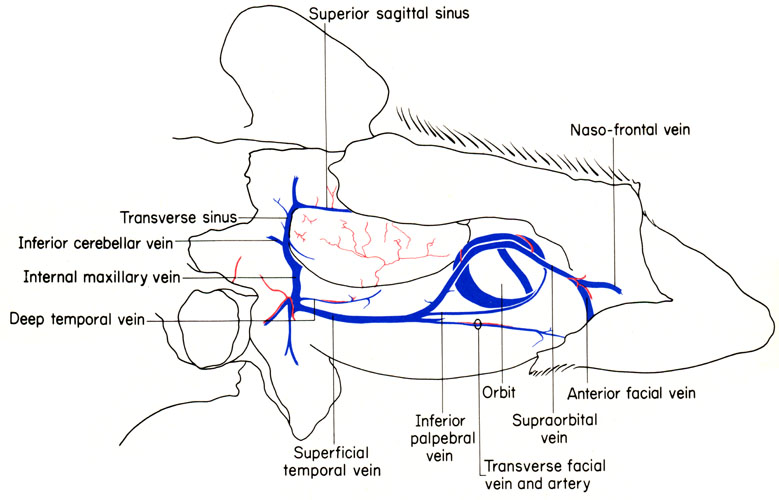 Superior sagittal sinus
Naso-frontal vein
Transverse sinus
Inferior cerebellar vein
Internal maxillary vein
Deep temporal vein
Orbit
Anterior facial vein
Inferior
palpebral
vein
Supraorbital
vein
Superficial
temporal vein
Transverse facial
vein and artery